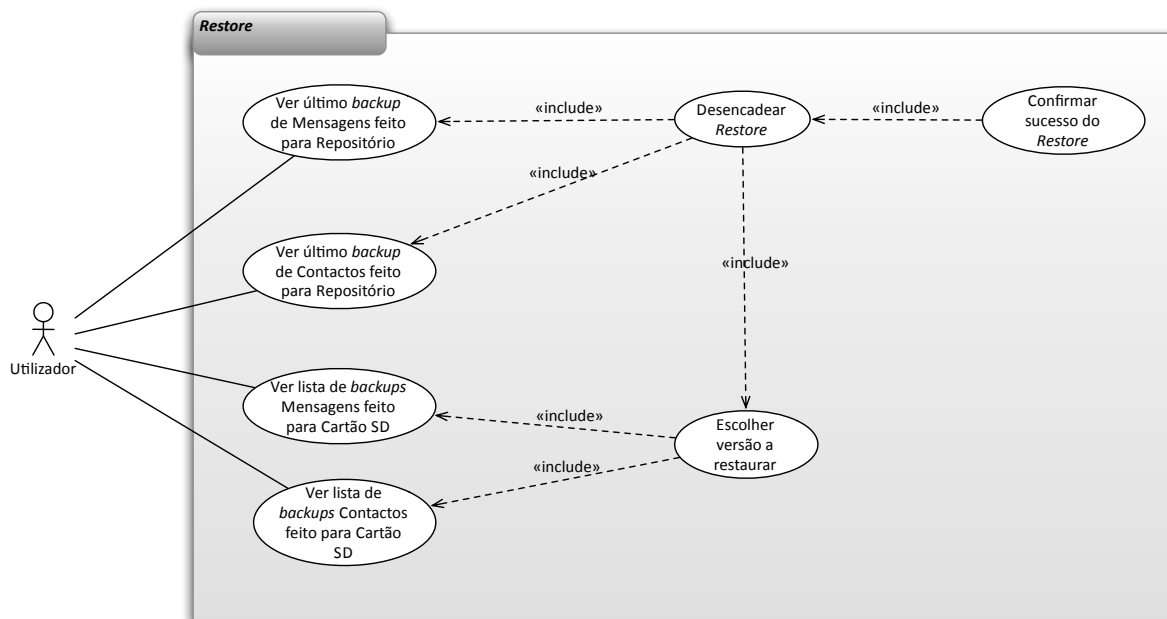 Restore
Ver último backup
de Mensagens feito
para Repositório
«include»
Desencadear
Restore
«include»
Confirmar
sucesso do
Restore
«include»
Ver último backup
de Contactos feito
para Repositório
«include»
Utilizador
Ver lista de backups
Mensagens feito
para Cartão SD
«include»
Escolher
versão a
restaurar
«include»
Ver lista de
backups Contactos
feito para Cartão
SD